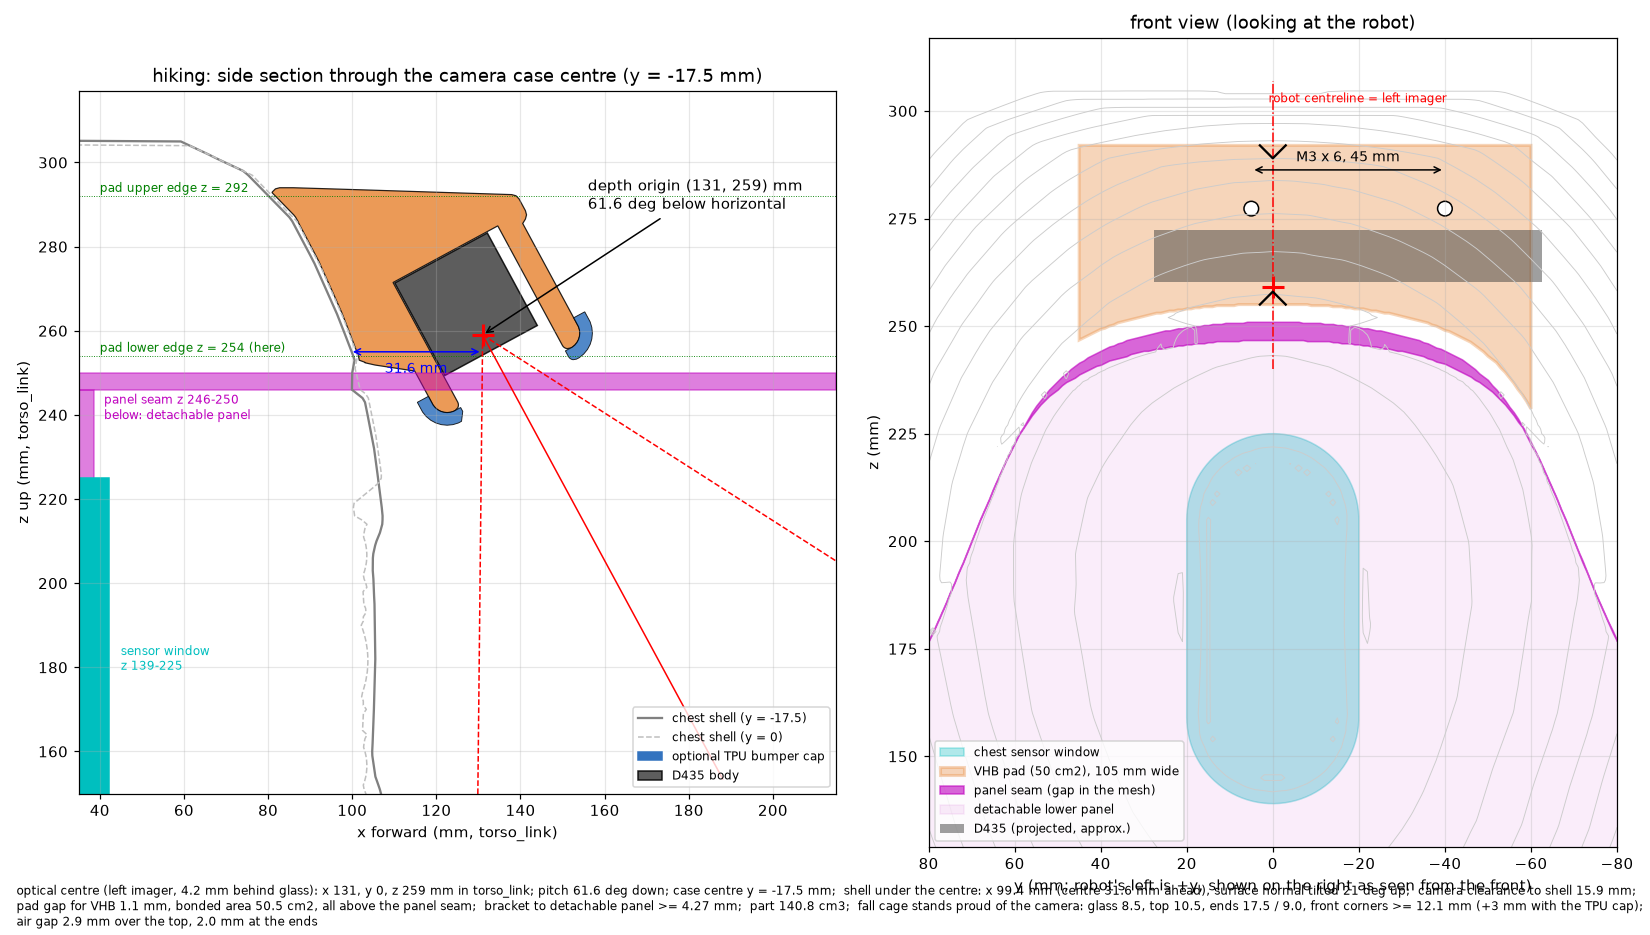 front view (looking at the robot)
hiking: side section through the camera case centre (y = -17.5 mm)
pad upper edge z = 292
depth origin (131, 259) mm
61.6 deg below horizontal
pad lower edge z = 254 (here)
31.6 mm
panel seam z 246-250
below: detachable panel
sensor window
z 139-225
chest shell (y = -17.5)
chest shell (y = 0)
optional TPU bumper cap
D435 body
300
280
260
240
220
200
180
160
z up (mm, torso_link)
40
60
80
100
120
140
160
180
200
x forward (mm, torso_link)
robot centreline = left imager
M3 x 6, 45 mm
300
275
250
225
200
175
150
z (mm)
chest sensor window
VHB pad (50 cm2), 105 mm wide
panel seam (gap in the mesh)
detachable lower panel
D435 (projected, approx.)
80
60
40
20
0
−20
−40
−60
−80
y (mm; robot's left is +y, shown on the right as seen from the front)
optical centre (left imager, 4.2 mm behind glass): x 131, y 0, z 259 mm in torso_link; pitch 61.6 deg down; case centre y = -17.5 mm; shell under the centre: x 99.4 mm (centre 31.6 mm ahead), surface normal tilted 21 deg up; camera clearance to shell 15.9 mm;
pad gap for VHB 1.1 mm, bonded area 50.5 cm2, all above the panel seam; bracket to detachable panel >= 4.27 mm; part 140.8 cm3; fall cage stands proud of the camera: glass 8.5, top 10.5, ends 17.5 / 9.0, front corners >= 12.1 mm (+3 mm with the TPU cap);
air gap 2.9 mm over the top, 2.0 mm at the ends